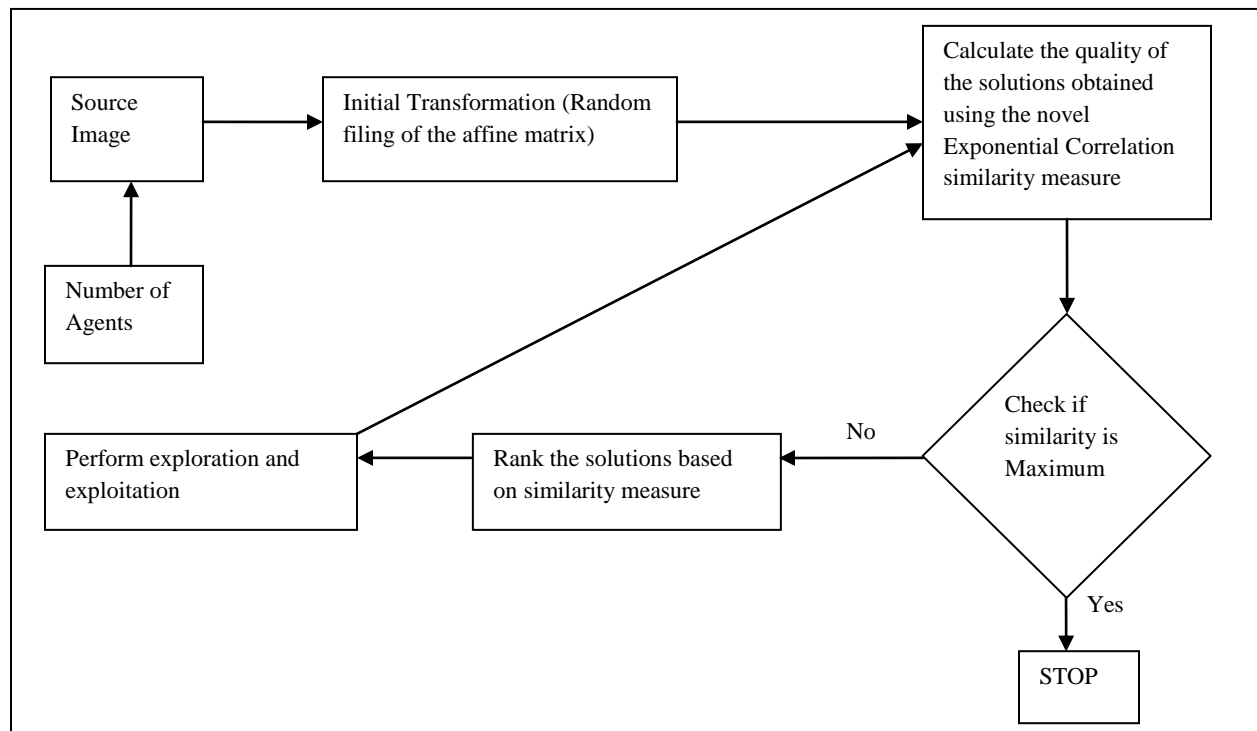 Source
Image
Initial Transformation (Random
filing of the affine matrix)
Calculate the quality of
the solutions obtained
using the novel
Exponential Correlation
similarity measure
Number of
Agents
Check if
similarity is
Maximum
No
Rank the solutions based
on similarity measure
Perform exploration and
exploitation
Yes
STOP